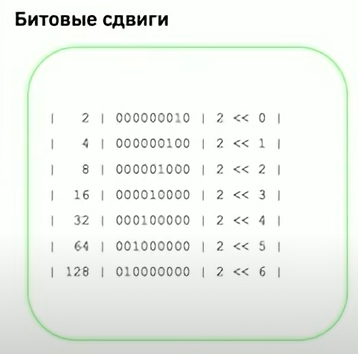 Битовые сдвиги
|   2 | 000000010 | 2 << 0 |
|   4 | 000000100 | 2 << 1 |
|   8 | 000001000 | 2 << 2 |
|  16 | 000010000 | 2 << 3 |
|  32 | 000100000 | 2 << 4 |
|  64 | 001000000 | 2 << 5 |
| 128 | 010000000 | 2 << 6 |